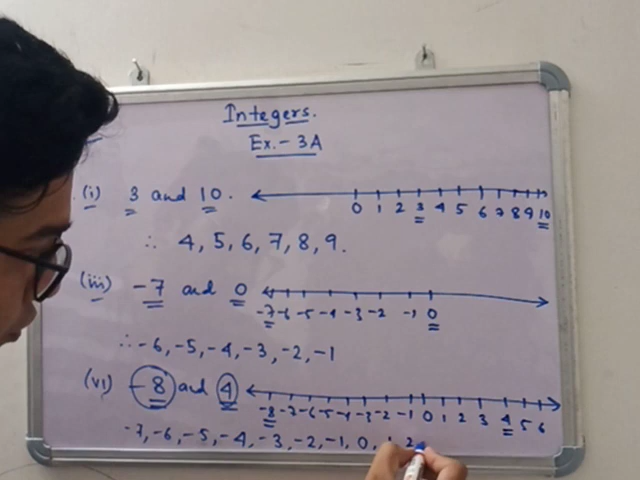 Integers.
Ex.- 3A
(i) 3 and 10.
0 1 2 3 4 5 6 7 8 9 10
∴ 4, 5, 6, 7, 8, 9.
(iii) -7 and 0
-7 -6 -5 -4 -3 -2 -1 0
∴ -6, -5, -4, -3, -2, -1
(vi) -8 and 4
-8 -7 -6 -5 -4 -3 -2 -1 0 1 2 3 4 5 6
-7, -6, -5, -4, -3, -2, -1, 0, 1, 2